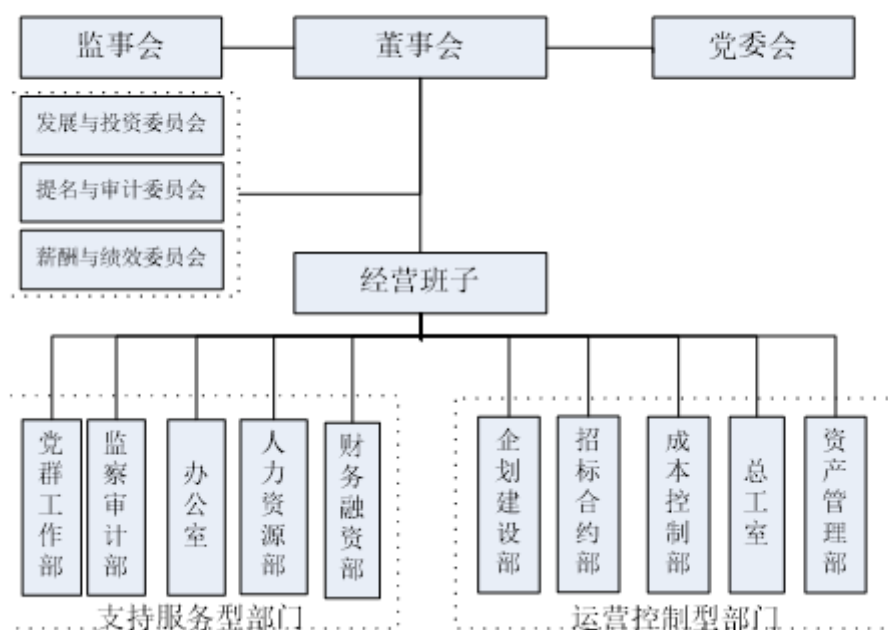 监事会
董事会
党委会
发展与投资委员会
提名与审计委员会
薪酬与绩效委员会
经营班子
党群工作部
监察审计部
办公室
人力资源部
财务融资部
企划建设部
招标合约部
成本控制部
总工室
资产管理部
支持服务型部门
运营控制型部门